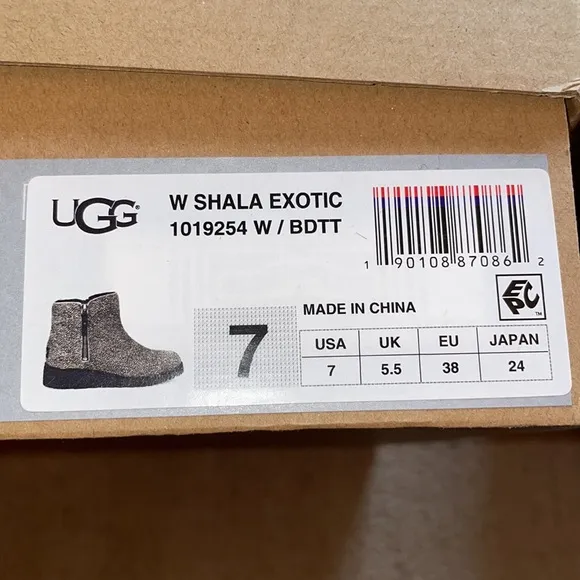 UGG®
W SHALA EXOTIC
1019254 W / BDTT
1 90108 87086 2
EPC™
7
MADE IN CHINA
USA UK EU JAPAN
7 5.5 38 24